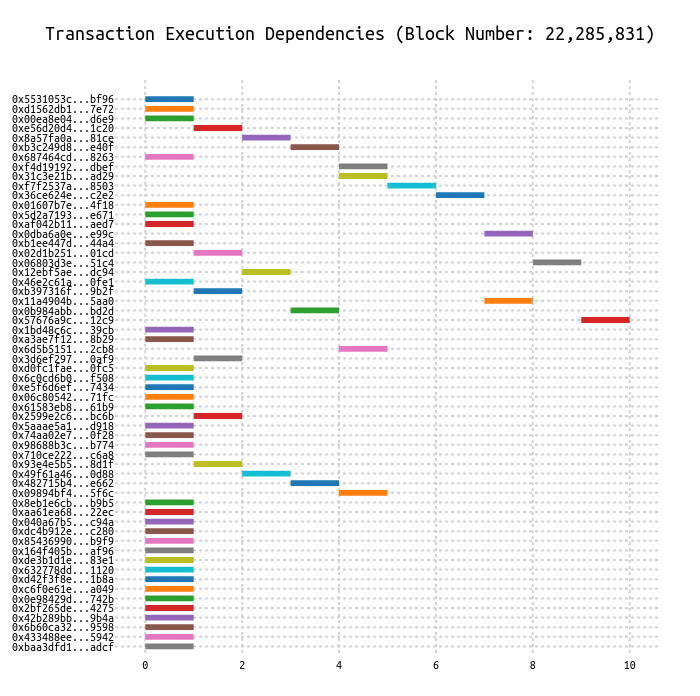 Transaction Execution Dependencies (Block Number: 22,285,831)
0x5531053c...bf96
0xd1562db1...7e72
0x00ea8e04...d6e9
0xe56d20d4...1c20
0x8a57fa0a...81ce
0xb3c249d8...e40f
0x687464cd...8263
0xf4d19192...dbef
0x31c3e21b...ad29
0xf7f2537a...8503
0x36ce624e...c2e2
0x01607b7e...4f18
0x5d2a7193...e671
0xaf042b11...aed7
0x0dba6a0e...e99c
0xb1ee447d...44a4
0x02d1b251...01cd
0x06803d3e...51c4
0x12ebf5ae...dc94
0x46e2c61a...0fe1
0xb397316f...9b2f
0x11a4904b...5aa0
0x0b984abb...bd2d
0x57676a9c...12c9
0x1bd48c6c...39cb
0xa3ae7f12...8b29
0x6d5b5151...2cb8
0x3d6ef297...0af9
0xd0fc1fae...0fc5
0x6c0cd6b0...f508
0xe5f6d6ef...7434
0x06c80542...71fc
0x61583eb8...61b9
0x2599e2c6...bc6b
0x5aaae5a1...d918
0x74aa02e7...0f28
0x98688b3c...b774
0x710ce222...c6a8
0x93e4e5b5...8d1f
0x49f61a46...0d88
0x482715b4...e662
0x09894bf4...5f6c
0x8eb1e6cb...b9b5
0xaa61ea68...22ec
0x040a67b5...c94a
0xdc4b912e...c280
0x85436990...b9f9
0x164f405b...af96
0xde3b1d1e...83e1
0x632778dd...1120
0xd42f3f8e...1b8a
0xc6f0e61e...a049
0x0e98429d...742b
0x2bf265de...4275
0x42b289bb...9b4a
0x6b60ca32...9598
0x433488ee...5942
0xbaa3dfd1...adcf
0 2 4 6 8 10